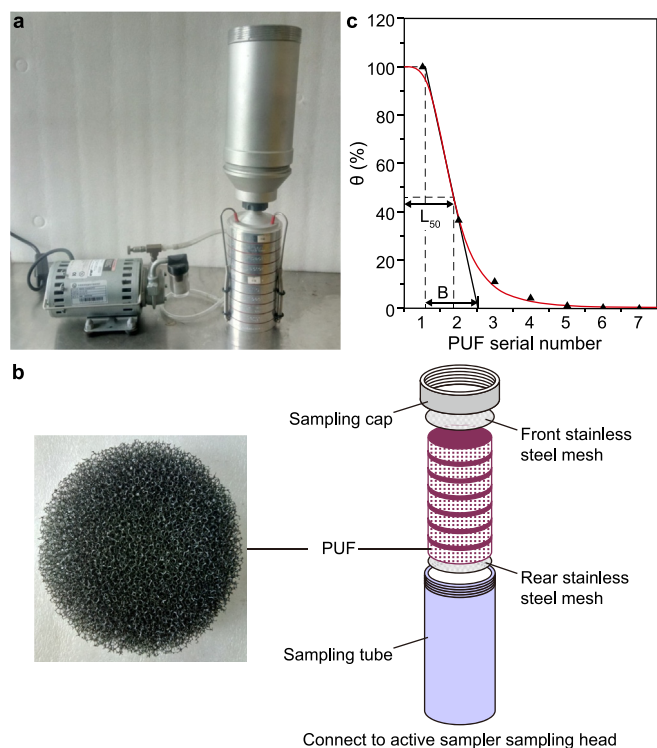 a
c
120
100
80
60
40
20
0
θ (%)
L50
B
1 2 3 4 5 6 7
PUF serial number
b
Sampling cap
Front stainless
steel mesh
PUF
Rear stainless
steel mesh
Sampling tube
Connect to active sampler sampling head